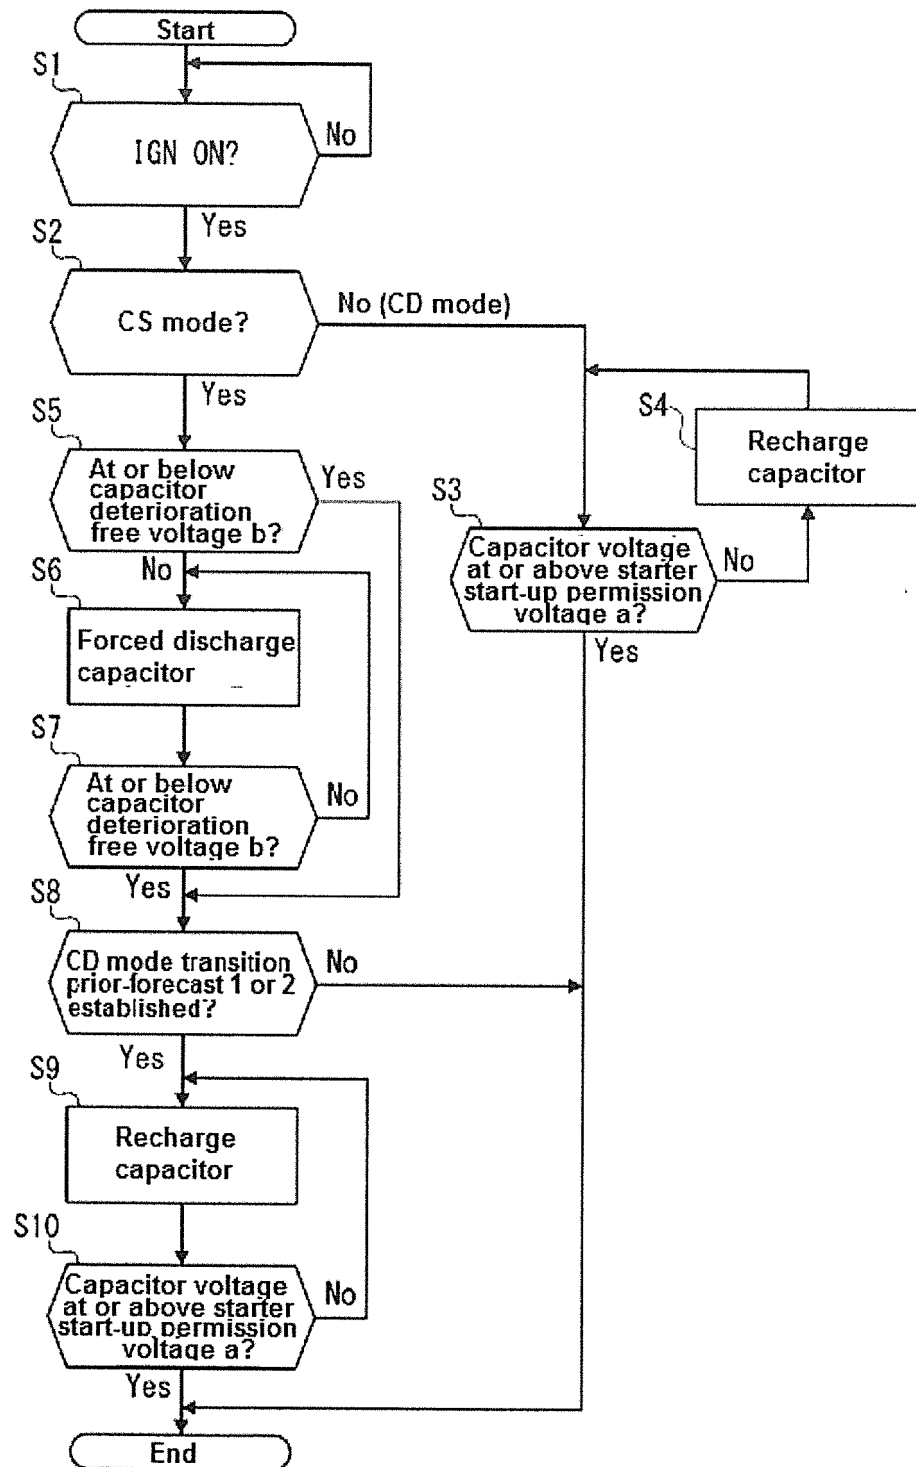 Start
S1
IGN ON?
No
Yes
S2
CS mode?
No (CD mode)
Yes
S4
Recharge
capacitor
S5
At or below
capacitor
deterioration
free voltage b?
Yes
No
S3
Capacitor voltage
at or above starter
start-up permission
voltage a?
No
Yes
S6
Forced discharge
capacitor
S7
At or below
capacitor
deterioration
free voltage b?
No
Yes
S8
CD mode transition
prior-forecast 1 or 2
established?
No
Yes
S9
Recharge
capacitor
S10
Capacitor voltage
at or above starter
start-up permission
voltage a?
No
Yes
End